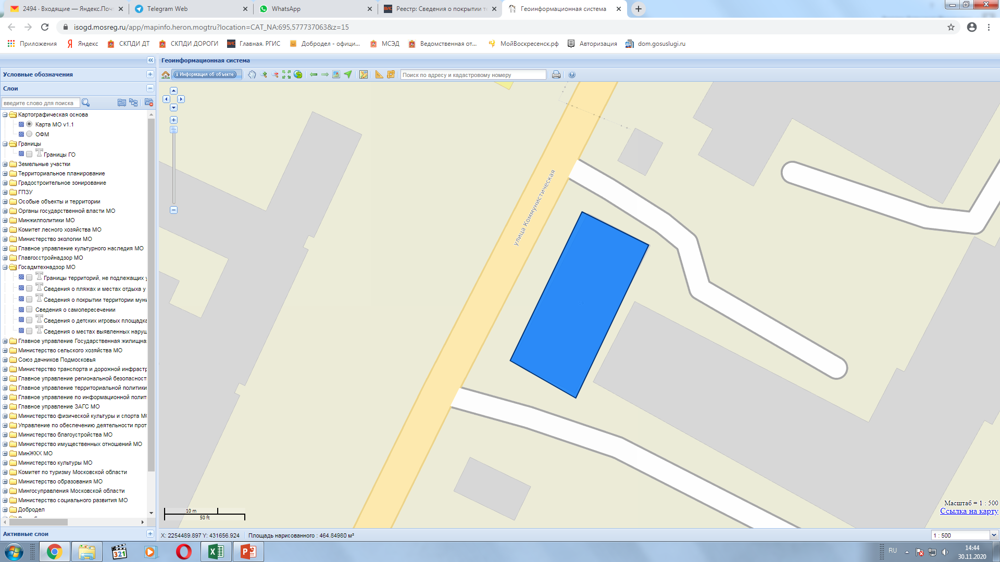 2494 · Входящие — Яндекс.Поч
Telegram Web
WhatsApp
Реестр: Сведения о покрытии т
Геоинформационная система
isogd.mosreg.ru/app/mapinfo.heron.mogtru?location=CAT_NA:695,577737063&z=15
Приложения
Яндекс
СКПДИ ДТ
СКПДИ ДОРОГИ
Главная. РГИС
Добродел - офици...
МСЭД
Ведомственная от...
МойВоскресенск.рф
Авторизация
dom.gosuslugi.ru
Геоинформационная система
Условные обозначения
Информация об объекте
Поиск по адресу и кадастровому номеру
Слои
введите слово для поиска
Картографическая основа
Карта МО v1.1
ОФМ
Границы
Границы ГО
Земельные участки
Территориальное планирование
Градостроительное зонирование
ГПЗУ
Особые объекты и территории
Органы государственной власти МО
Минжилполитики МО
Комитет лесного хозяйства МО
Министерство экологии МО
Главное управление культурного наследия МО
Главгосстройнадзор МО
Госадмтехнадзор МО
Границы территорий, не подлежащих у
Сведения о пляжах и местах отдыха у
Сведения о покрытии территории муни
Сведения о самопересечении
Сведения о детских игровых площадка
Сведения о местах выявленных наруш
Главное управление Государственная жилищна
Министерство сельского хозяйства МО
Союз дачников Подмосковья
Министерство транспорта и дорожной инфрастр
Главное управление региональной безопасност
Главное управление территориальной политики
Главное управление по информационной полит
Главное управление ЗАГС МО
Министерство физической культуры и спорта МО
Управление по обеспечению деятельности прот
Министерство благоустройства МО
Министерство имущественных отношений МО
МинЖКХ МО
Министерство культуры МО
Комитет по туризму Московской области
Министерство образования МО
Мингосуправления Московской области
Министерство социального развития МО
Добродел
Активные слои
улица Коммунистическая
10 m
50 ft
Масштаб = 1 : 500
Ссылка на карту
X: 2254489.897 Y: 431656.924
Площадь нарисованного : 464.84980 м²
1 : 500
321
RU
14:44
30.11.2020